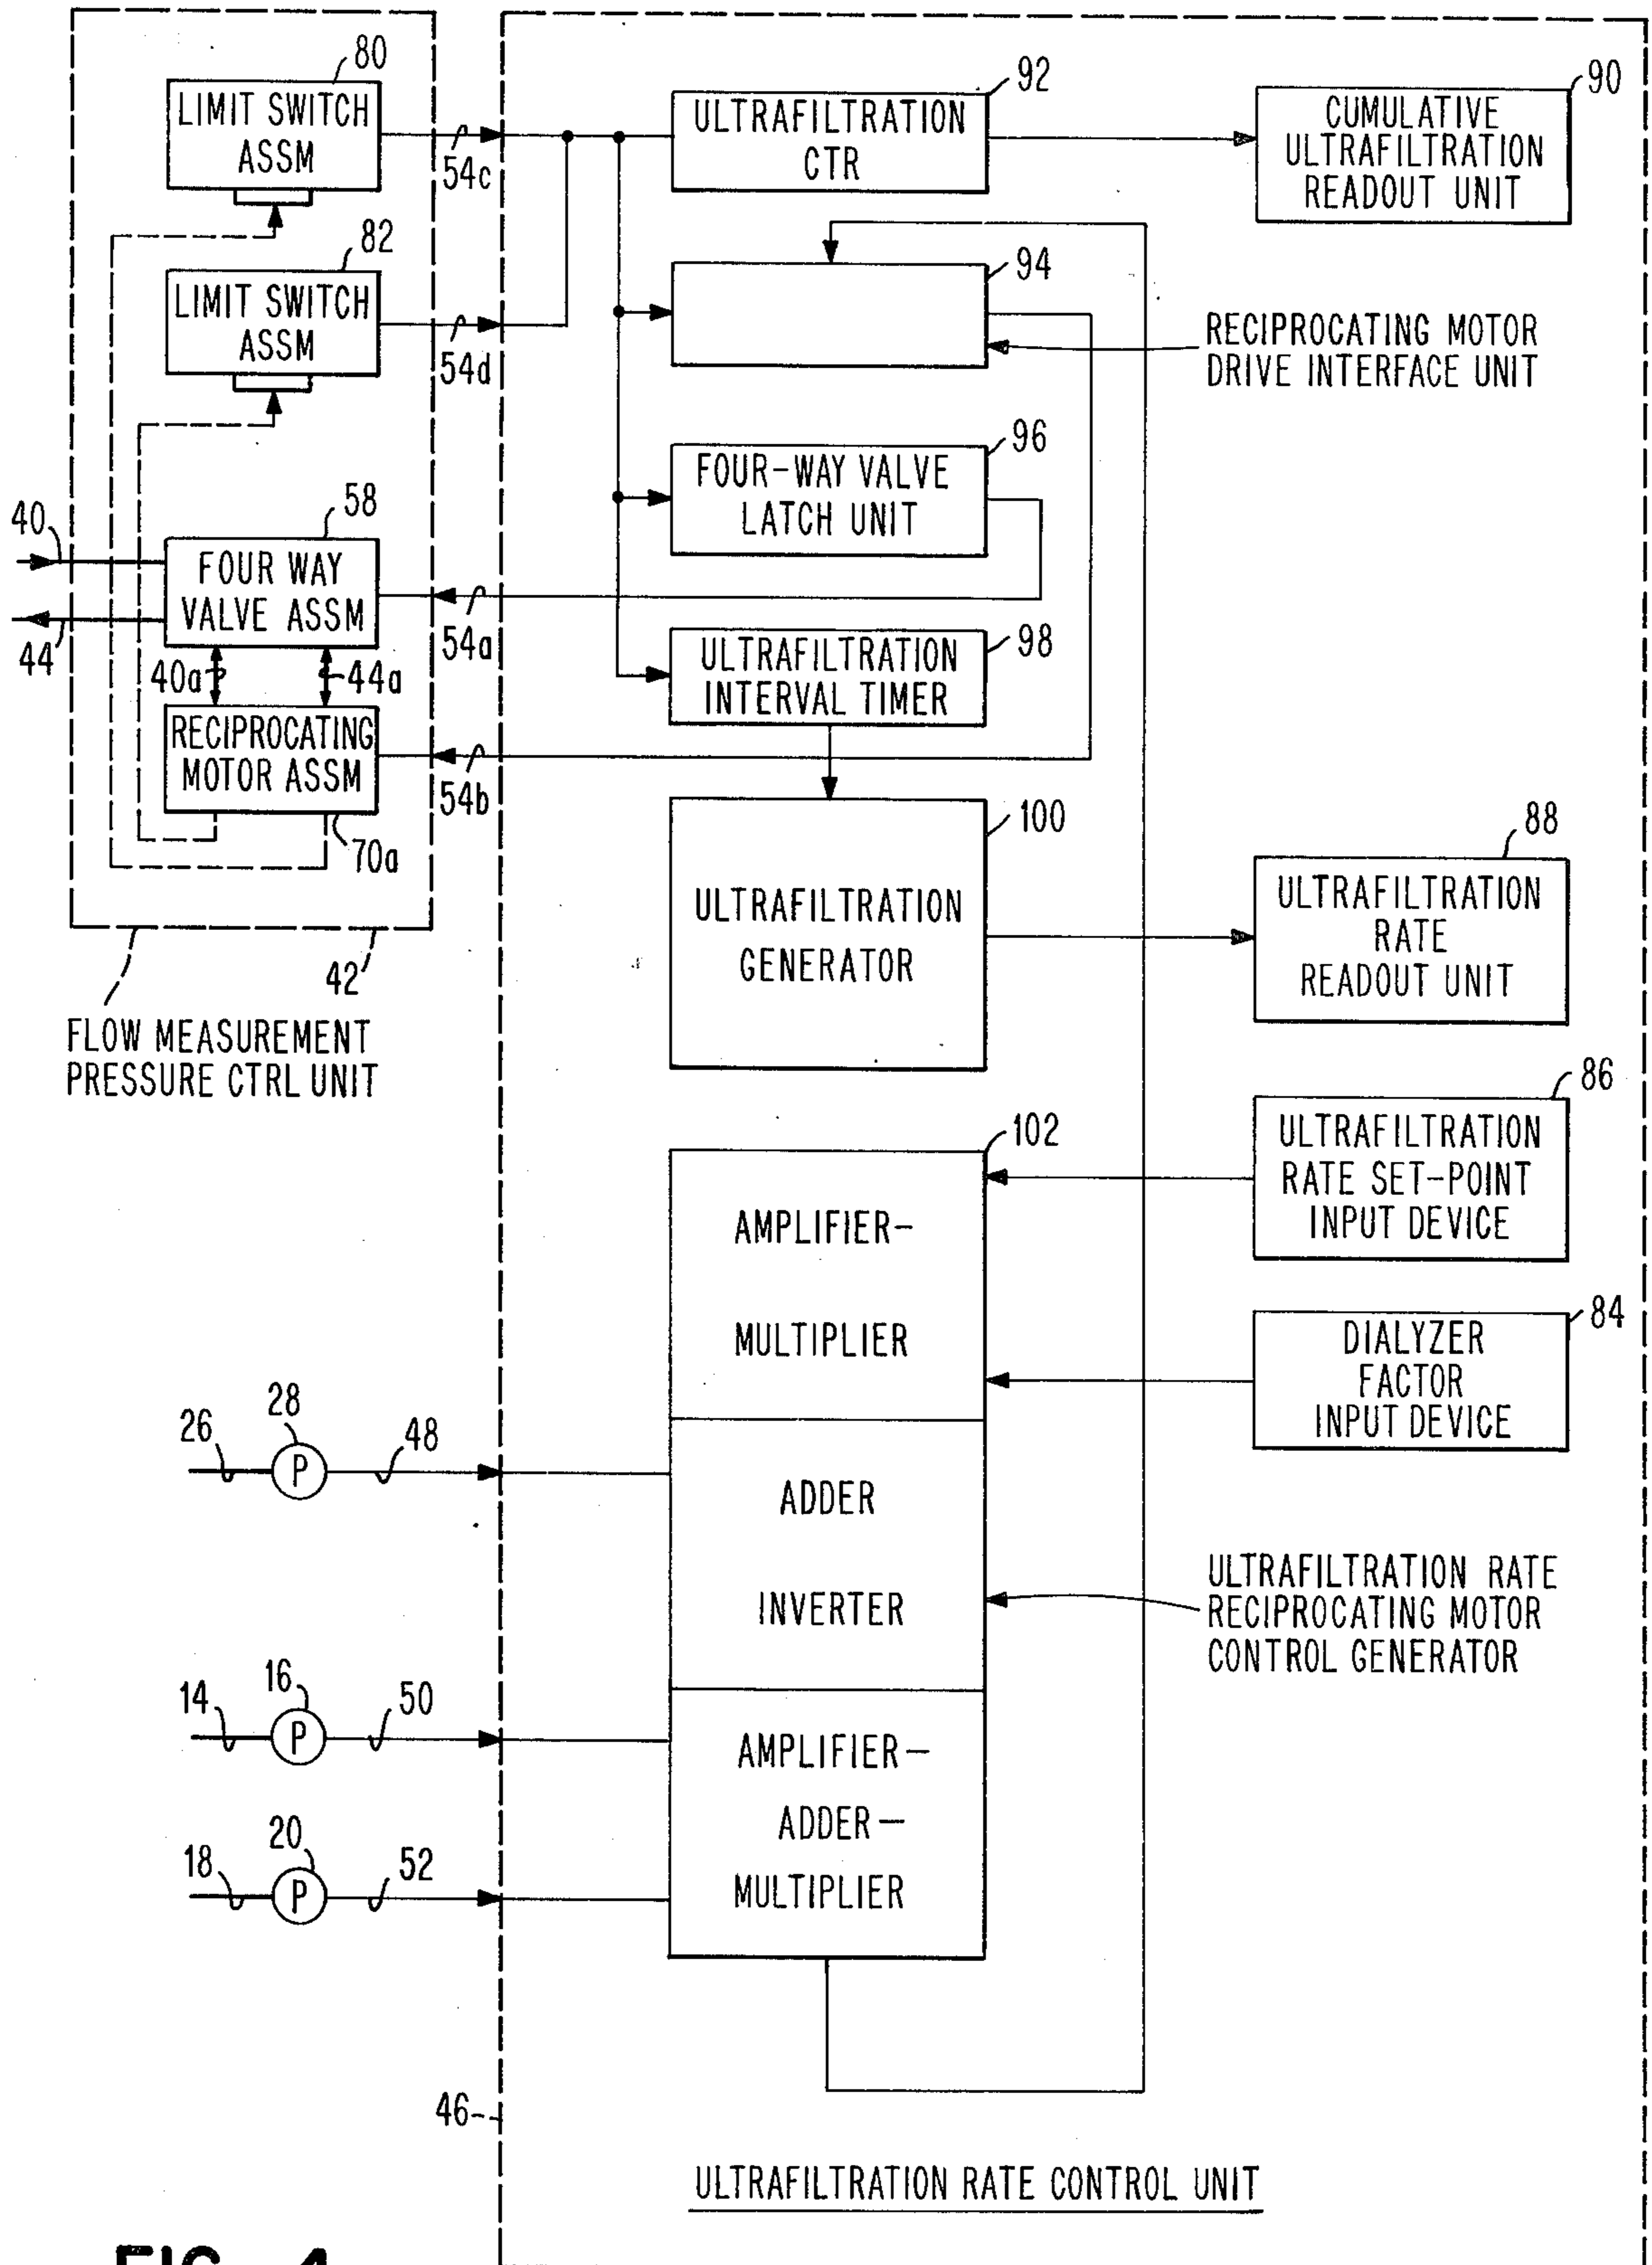 80
LIMIT SWITCH
ASSM
54c
82
LIMIT SWITCH
ASSM
54d
40
58
FOUR WAY
VALVE ASSM
44
54a
40a
44a
RECIPROCATING
MOTOR ASSM
54b
70a
42
FLOW MEASUREMENT
PRESSURE CTRL UNIT
92
ULTRAFILTRATION
CTR
90
CUMULATIVE
ULTRAFILTRATION
READOUT UNIT
94
RECIPROCATING MOTOR
DRIVE INTERFACE UNIT
96
FOUR-WAY VALVE
LATCH UNIT
98
ULTRAFILTRATION
INTERVAL TIMER
100
ULTRAFILTRATION
GENERATOR
88
ULTRAFILTRATION
RATE
READOUT UNIT
86
ULTRAFILTRATION
RATE SET-POINT
INPUT DEVICE
102
AMPLIFIER-
MULTIPLIER
84
DIALYZER
FACTOR
INPUT DEVICE
26
28
P
48
ADDER
INVERTER
ULTRAFILTRATION RATE
RECIPROCATING MOTOR
CONTROL GENERATOR
14
16
P
50
AMPLIFIER-
ADDER-
MULTIPLIER
18
20
P
52
46
ULTRAFILTRATION RATE CONTROL UNIT